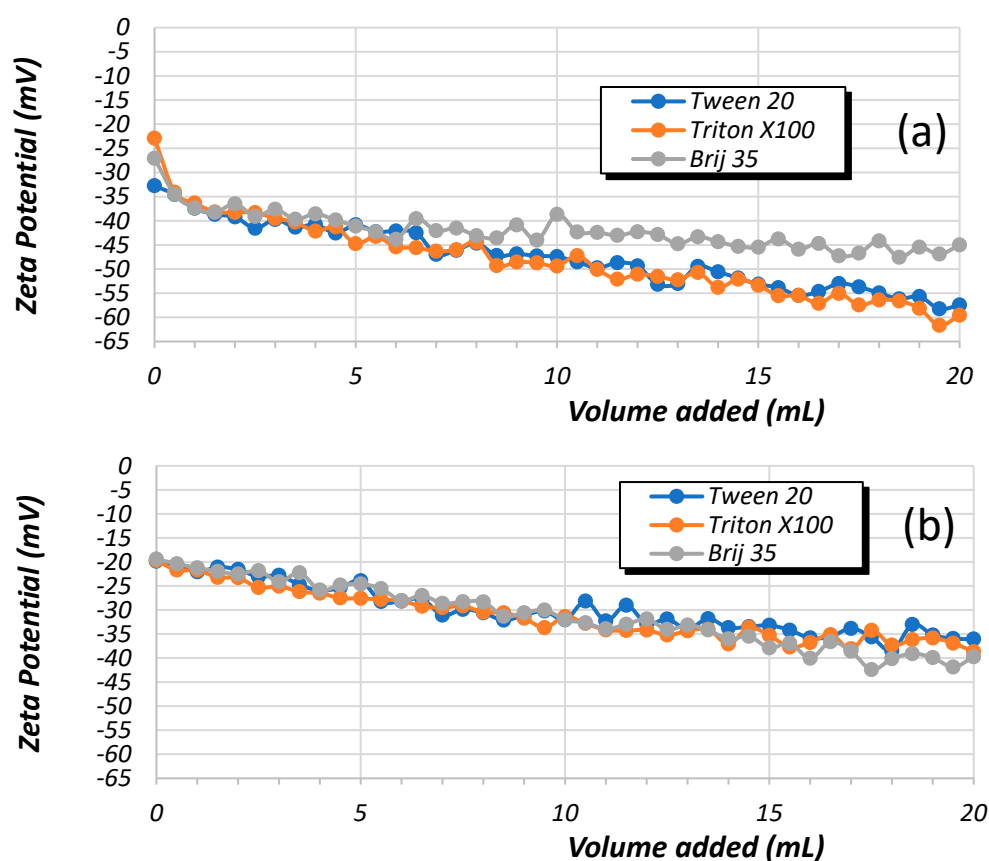 0
-5
-10
-15
-20
-25
-30
-35
-40
-45
-50
-55
-60
-65
Zeta Potential (mV)
Tween 20
Triton X100
Brij 35
(a)
0 5 10 15 20
Volume added (mL)
0
-5
-10
-15
-20
-25
-30
-35
-40
-45
-50
-55
-60
-65
Zeta Potential (mV)
Tween 20
Triton X100
Brij 35
(b)
0 5 10 15 20
Volume added (mL)